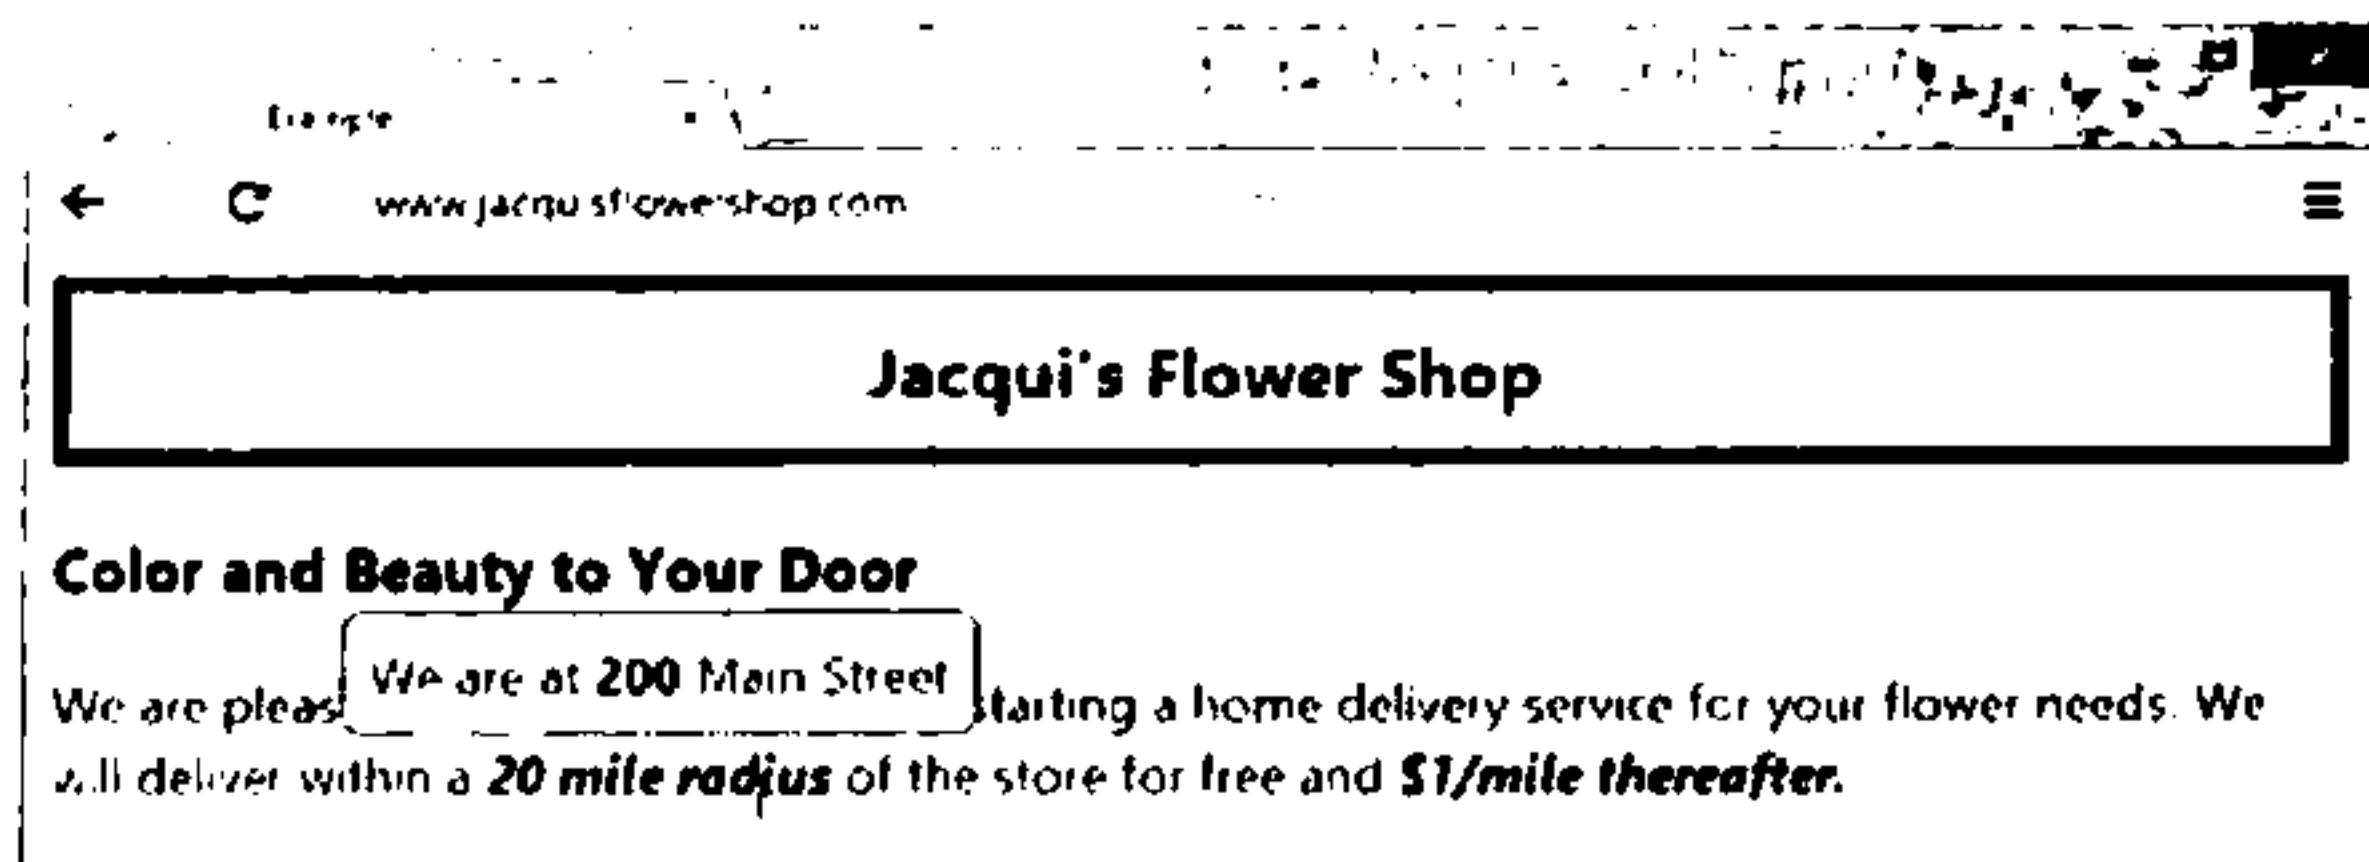 Example
www.jacquisflowershop.com
Jacqui's Flower Shop
Color and Beauty to Your Door
We are at 200 Main Street
We are pleas starting a home delivery service for your flower needs. We
will deliver within a 20 mile radius of the store for free and $1/mile thereafter.